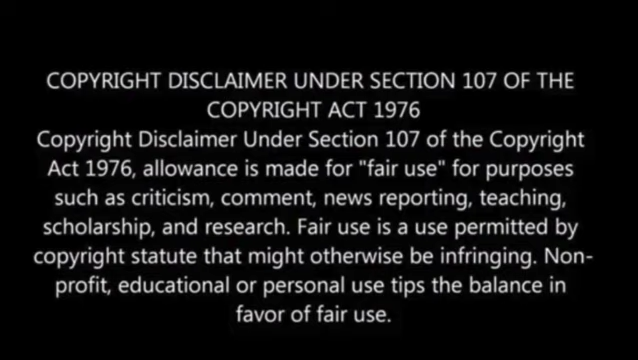 COPYRIGHT DISCLAIMER UNDER SECTION 107 OF THE
COPYRIGHT ACT 1976
Copyright Disclaimer Under Section 107 of the Copyright
Act 1976, allowance is made for "fair use" for purposes
such as criticism, comment, news reporting, teaching,
scholarship, and research. Fair use is a use permitted by
copyright statute that might otherwise be infringing. Non-
profit, educational or personal use tips the balance in
favor of fair use.